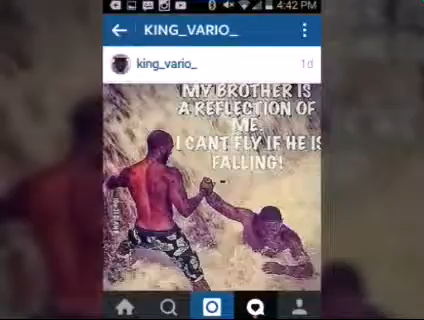 4:42 PM
KING_VARIO_
king_vario_
1d
MY BROTHER IS
A REFLECTION OF
ME.
I CANT FLY IF HE IS
FALLING!